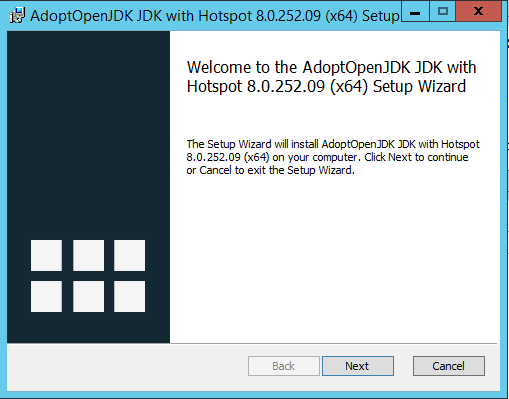 AdoptOpenJDK JDK with Hotspot 8.0.252.09 (x64) Setup
Welcome to the AdoptOpenJDK JDK with
Hotspot 8.0.252.09 (x64) Setup Wizard
The Setup Wizard will install AdoptOpenJDK JDK with Hotspot
8.0.252.09 (x64) on your computer. Click Next to continue
or Cancel to exit the Setup Wizard.
Back
Next
Cancel